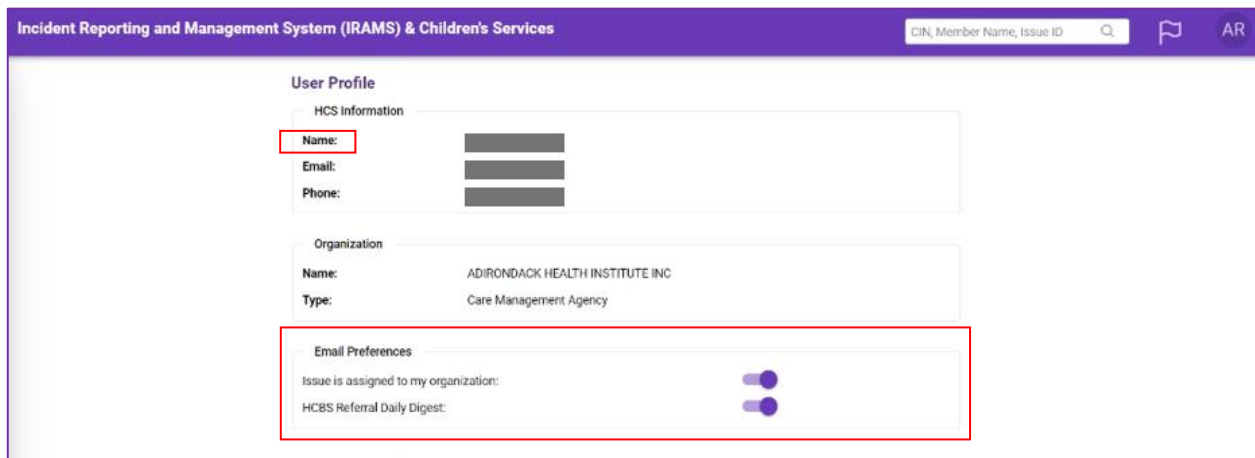 Incident Reporting and Management System (IRAMS) & Children's Services
CIN, Member Name, Issue ID
AR
User Profile
HCS Information
Name:
Email:
Phone:
Organization
Name: ADIRONDACK HEALTH INSTITUTE INC
Type: Care Management Agency
Email Preferences
Issue is assigned to my organization:
HCBS Referral Daily Digest: